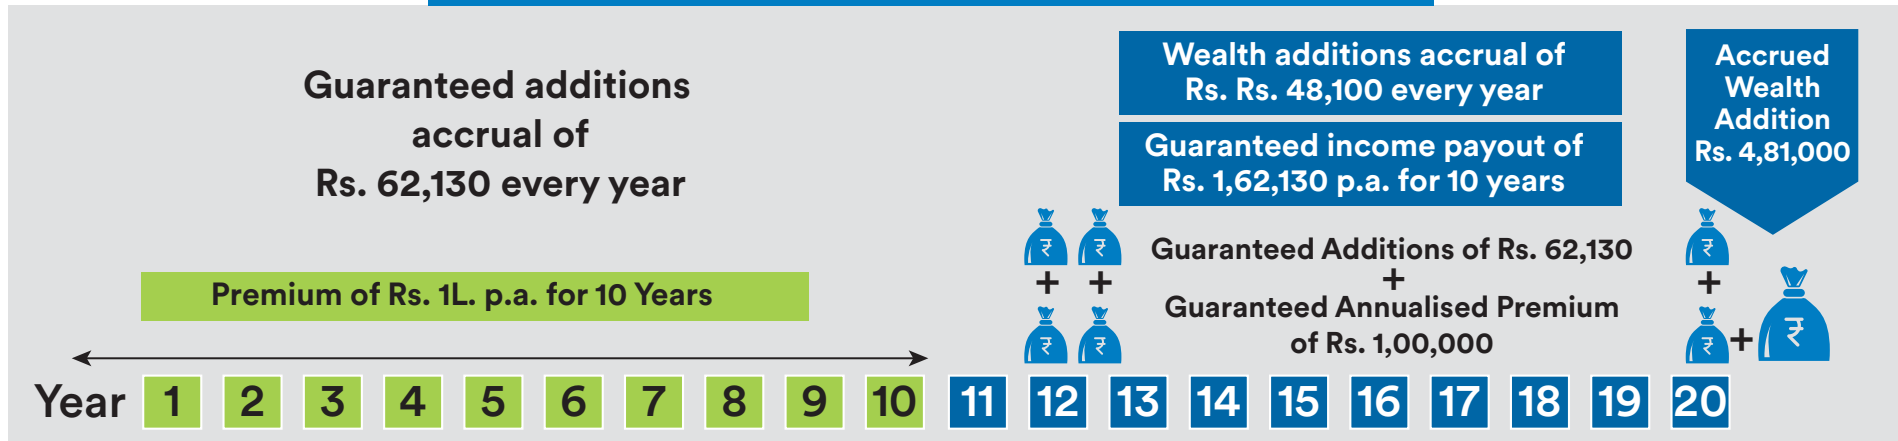 Guaranteed additions
accrual of
Rs. 62,130 every year
Premium of Rs. 1L. p.a. for 10 Years
Wealth additions accrual of
Rs. Rs. 48,100 every year
Guaranteed income payout of
Rs. 1,62,130 p.a. for 10 years
Accrued
Wealth
Addition
Rs. 4,81,000
₹ ₹
+ +
₹ ₹
Guaranteed Additions of Rs. 62,130
+
Guaranteed Annualised Premium
of Rs. 1,00,000
₹
+
₹ + ₹
Year 1 2 3 4 5 6 7 8 9 10 11 12 13 14 15 16 17 18 19 20